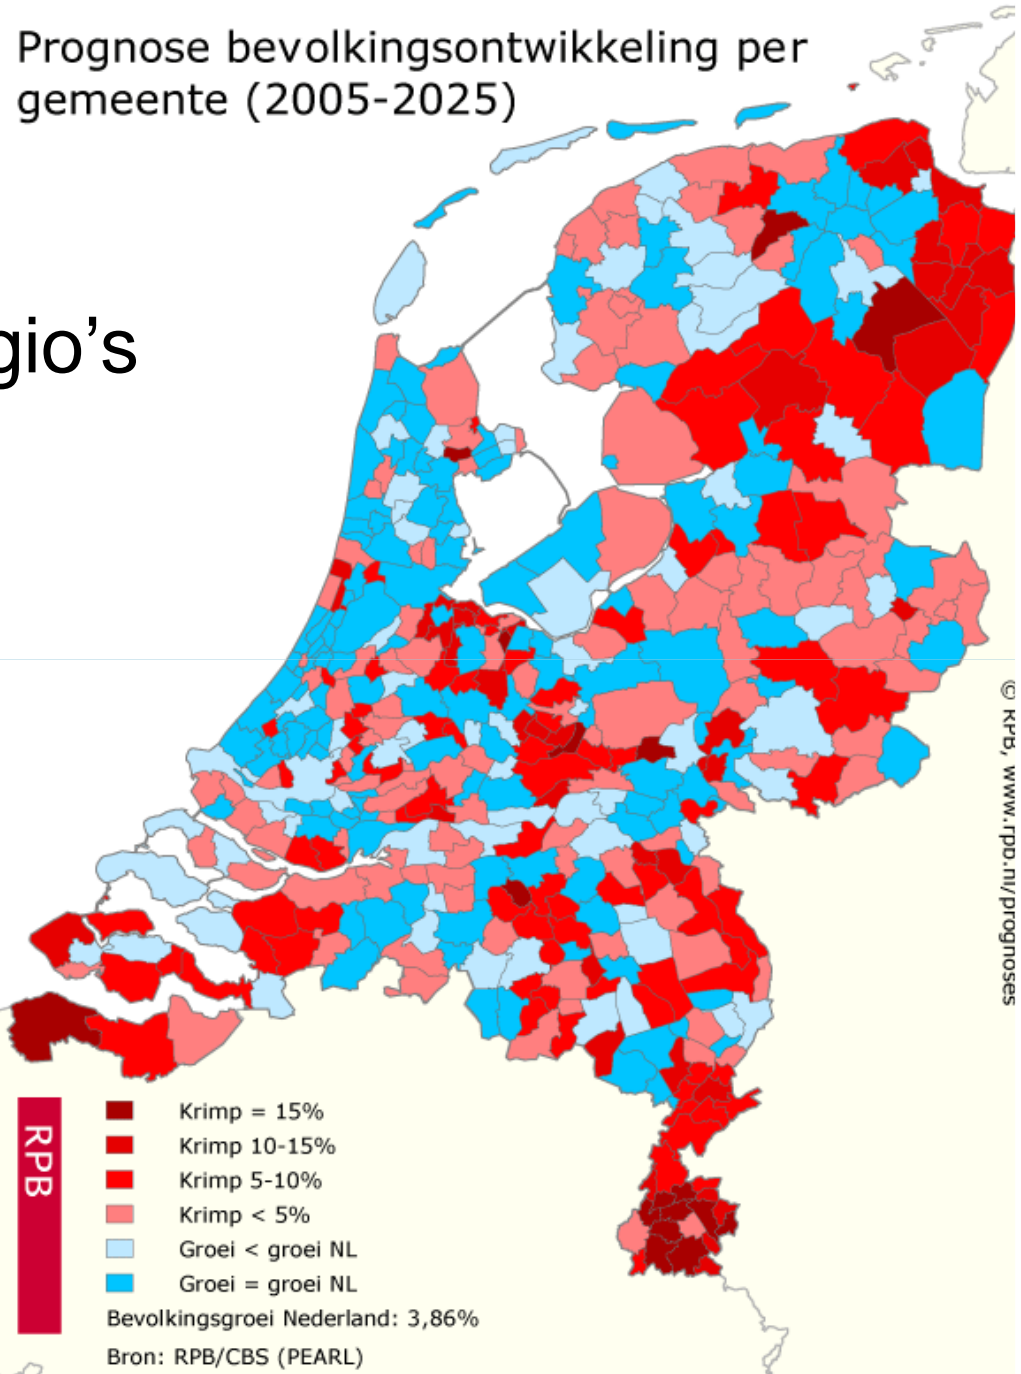 Prognose bevolkingsontwikkeling per
gemeente (2005-2025)
gio's
© RPB, www.rpb.nl/prognoses
RPB
Krimp = 15%
Krimp 10-15%
Krimp 5-10%
Krimp < 5%
Groei < groei NL
Groei = groei NL
Bevolkingsgroei Nederland: 3,86%
Bron: RPB/CBS (PEARL)